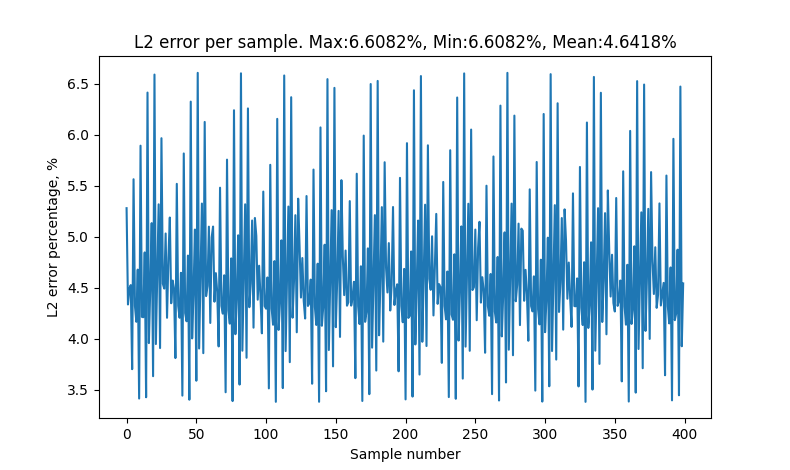 L2 error per sample. Max:6.6082%, Min:6.6082%, Mean:4.6418%
L2 error percentage, %
6.5
6.0
5.5
5.0
4.5
4.0
3.5
0 50 100 150 200 250 300 350 400
Sample number